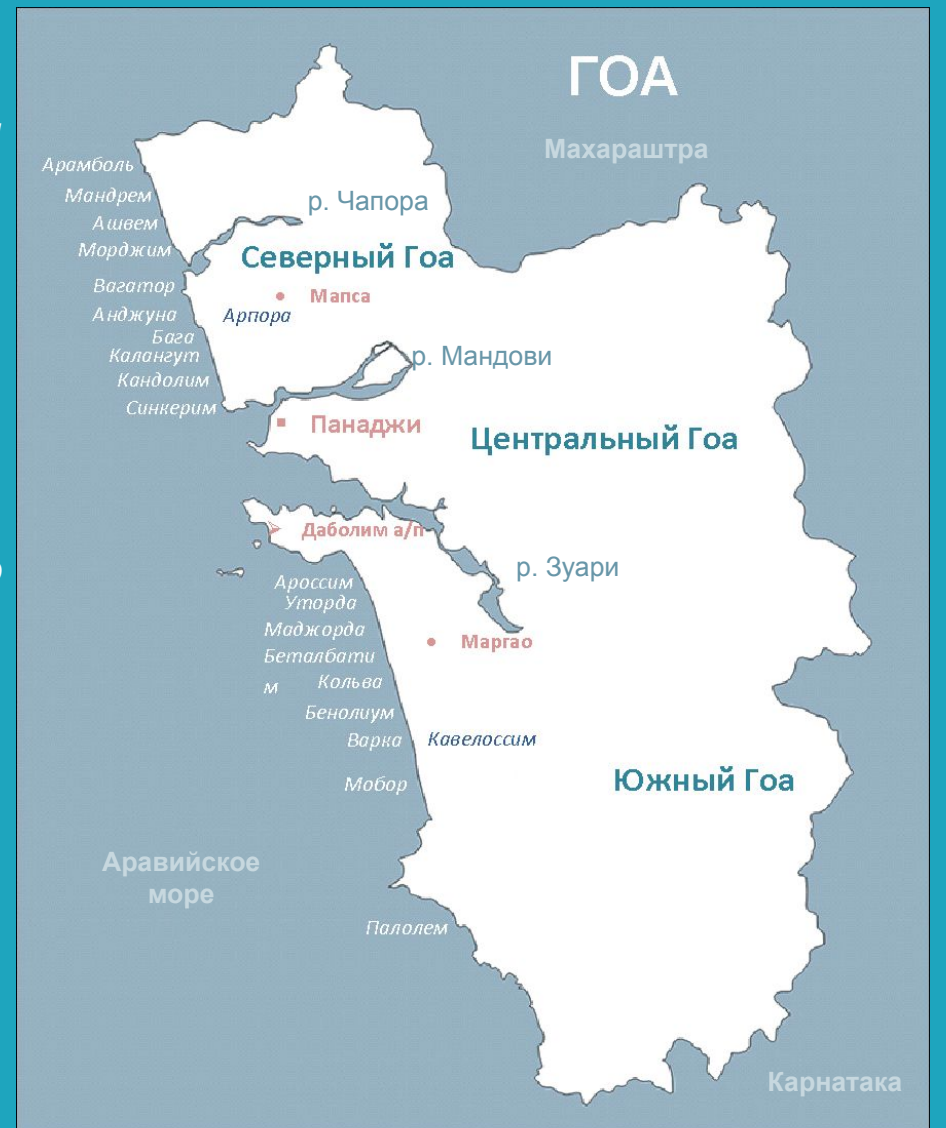 ГОА
Махараштра
Арамболь
Мандрем
р. Чапора
Ашвем
Морджим
Северный Гоа
Вагатор
Мапса
Анджуна
Арпора
Бага
Калангут
р. Мандови
Кандолим
Синкерим
Панаджи
Центральный Гоа
Даболим а/п
р. Зуари
Ароссим
Уторда
Маджорда
Маргао
Беталбати
м
Кольва
Бенолиум
Варка
Кавелоссим
Мобор
Южный Гоа
Аравийское
море
Палолем
Карнатака